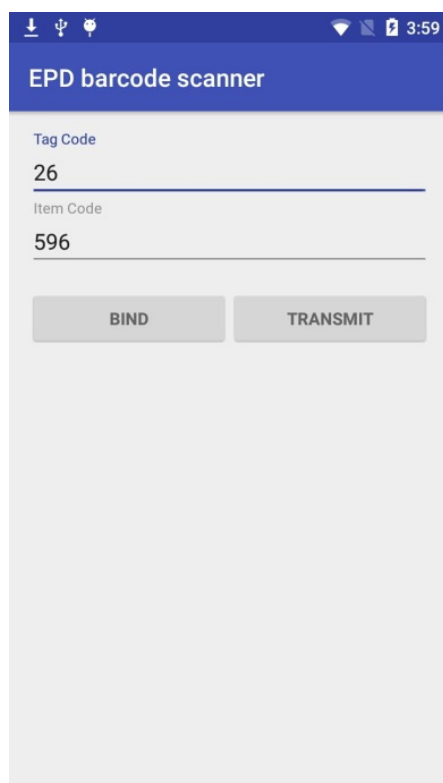 3:59
EPD barcode scanner
Tag Code
26
Item Code
596
BIND TRANSMIT